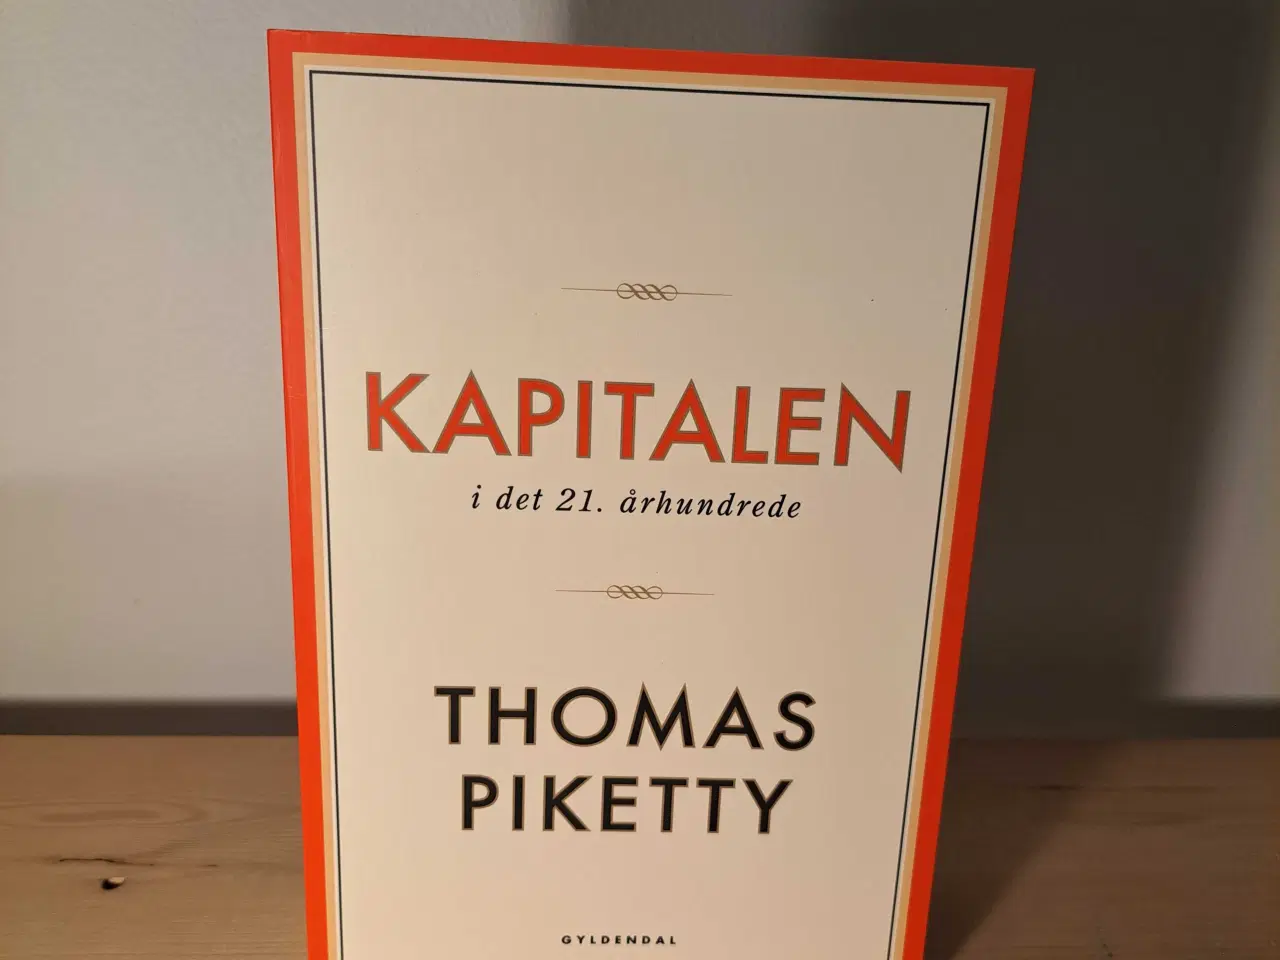 KAPITALEN
i det 21. århundrede
THOMAS
PIKETTY
GYLDENDAL